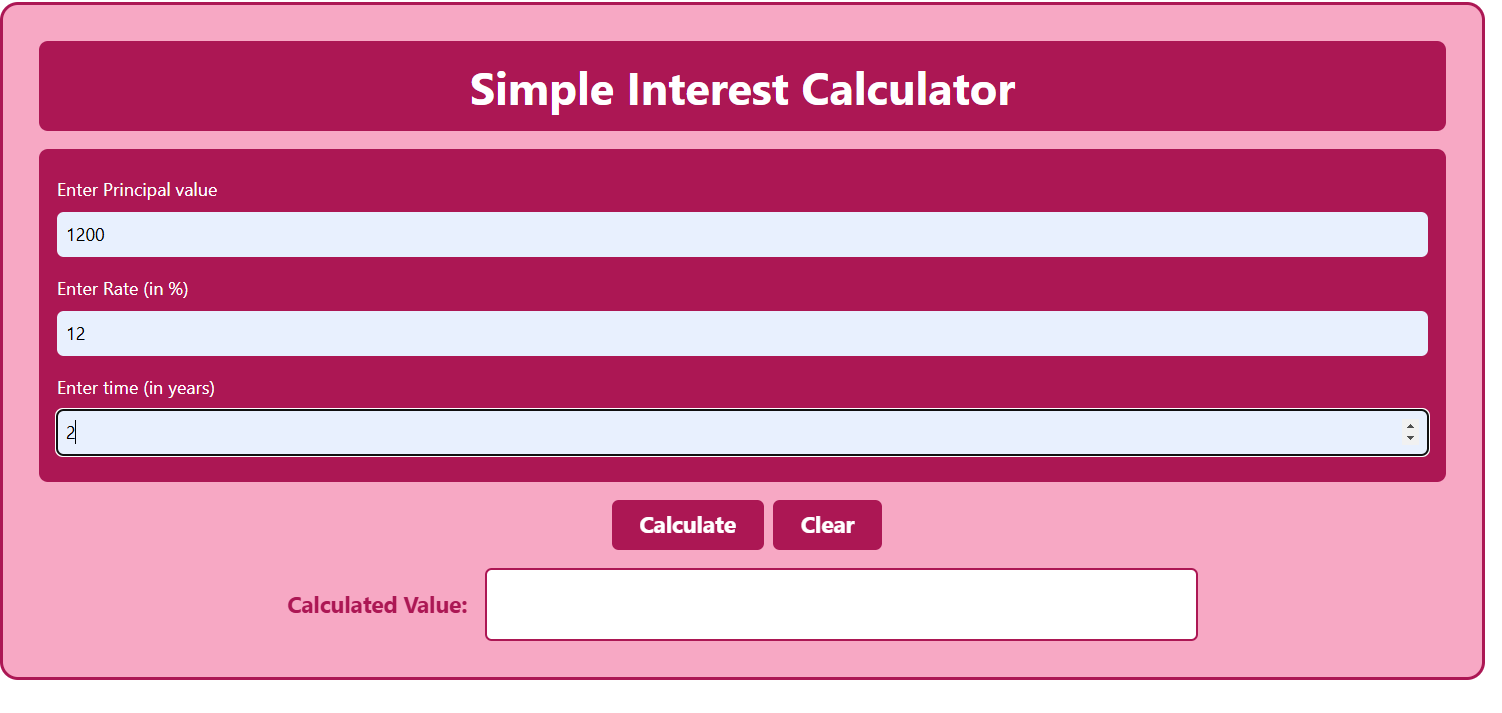 Simple Interest Calculator
Enter Principal value
1200
Enter Rate (in %)
12
Enter time (in years)
2
Calculate Clear
Calculated Value: